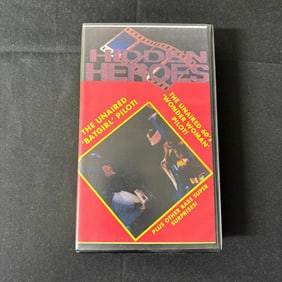 HIDDEN
HEROES
THE UNAIRED
'BATGIRL' PILOT!
THE UNAIRED 60's
'WONDER WOMAN'
PILOT!
PLUS OTHER RARE SUPER
SURPRISES!